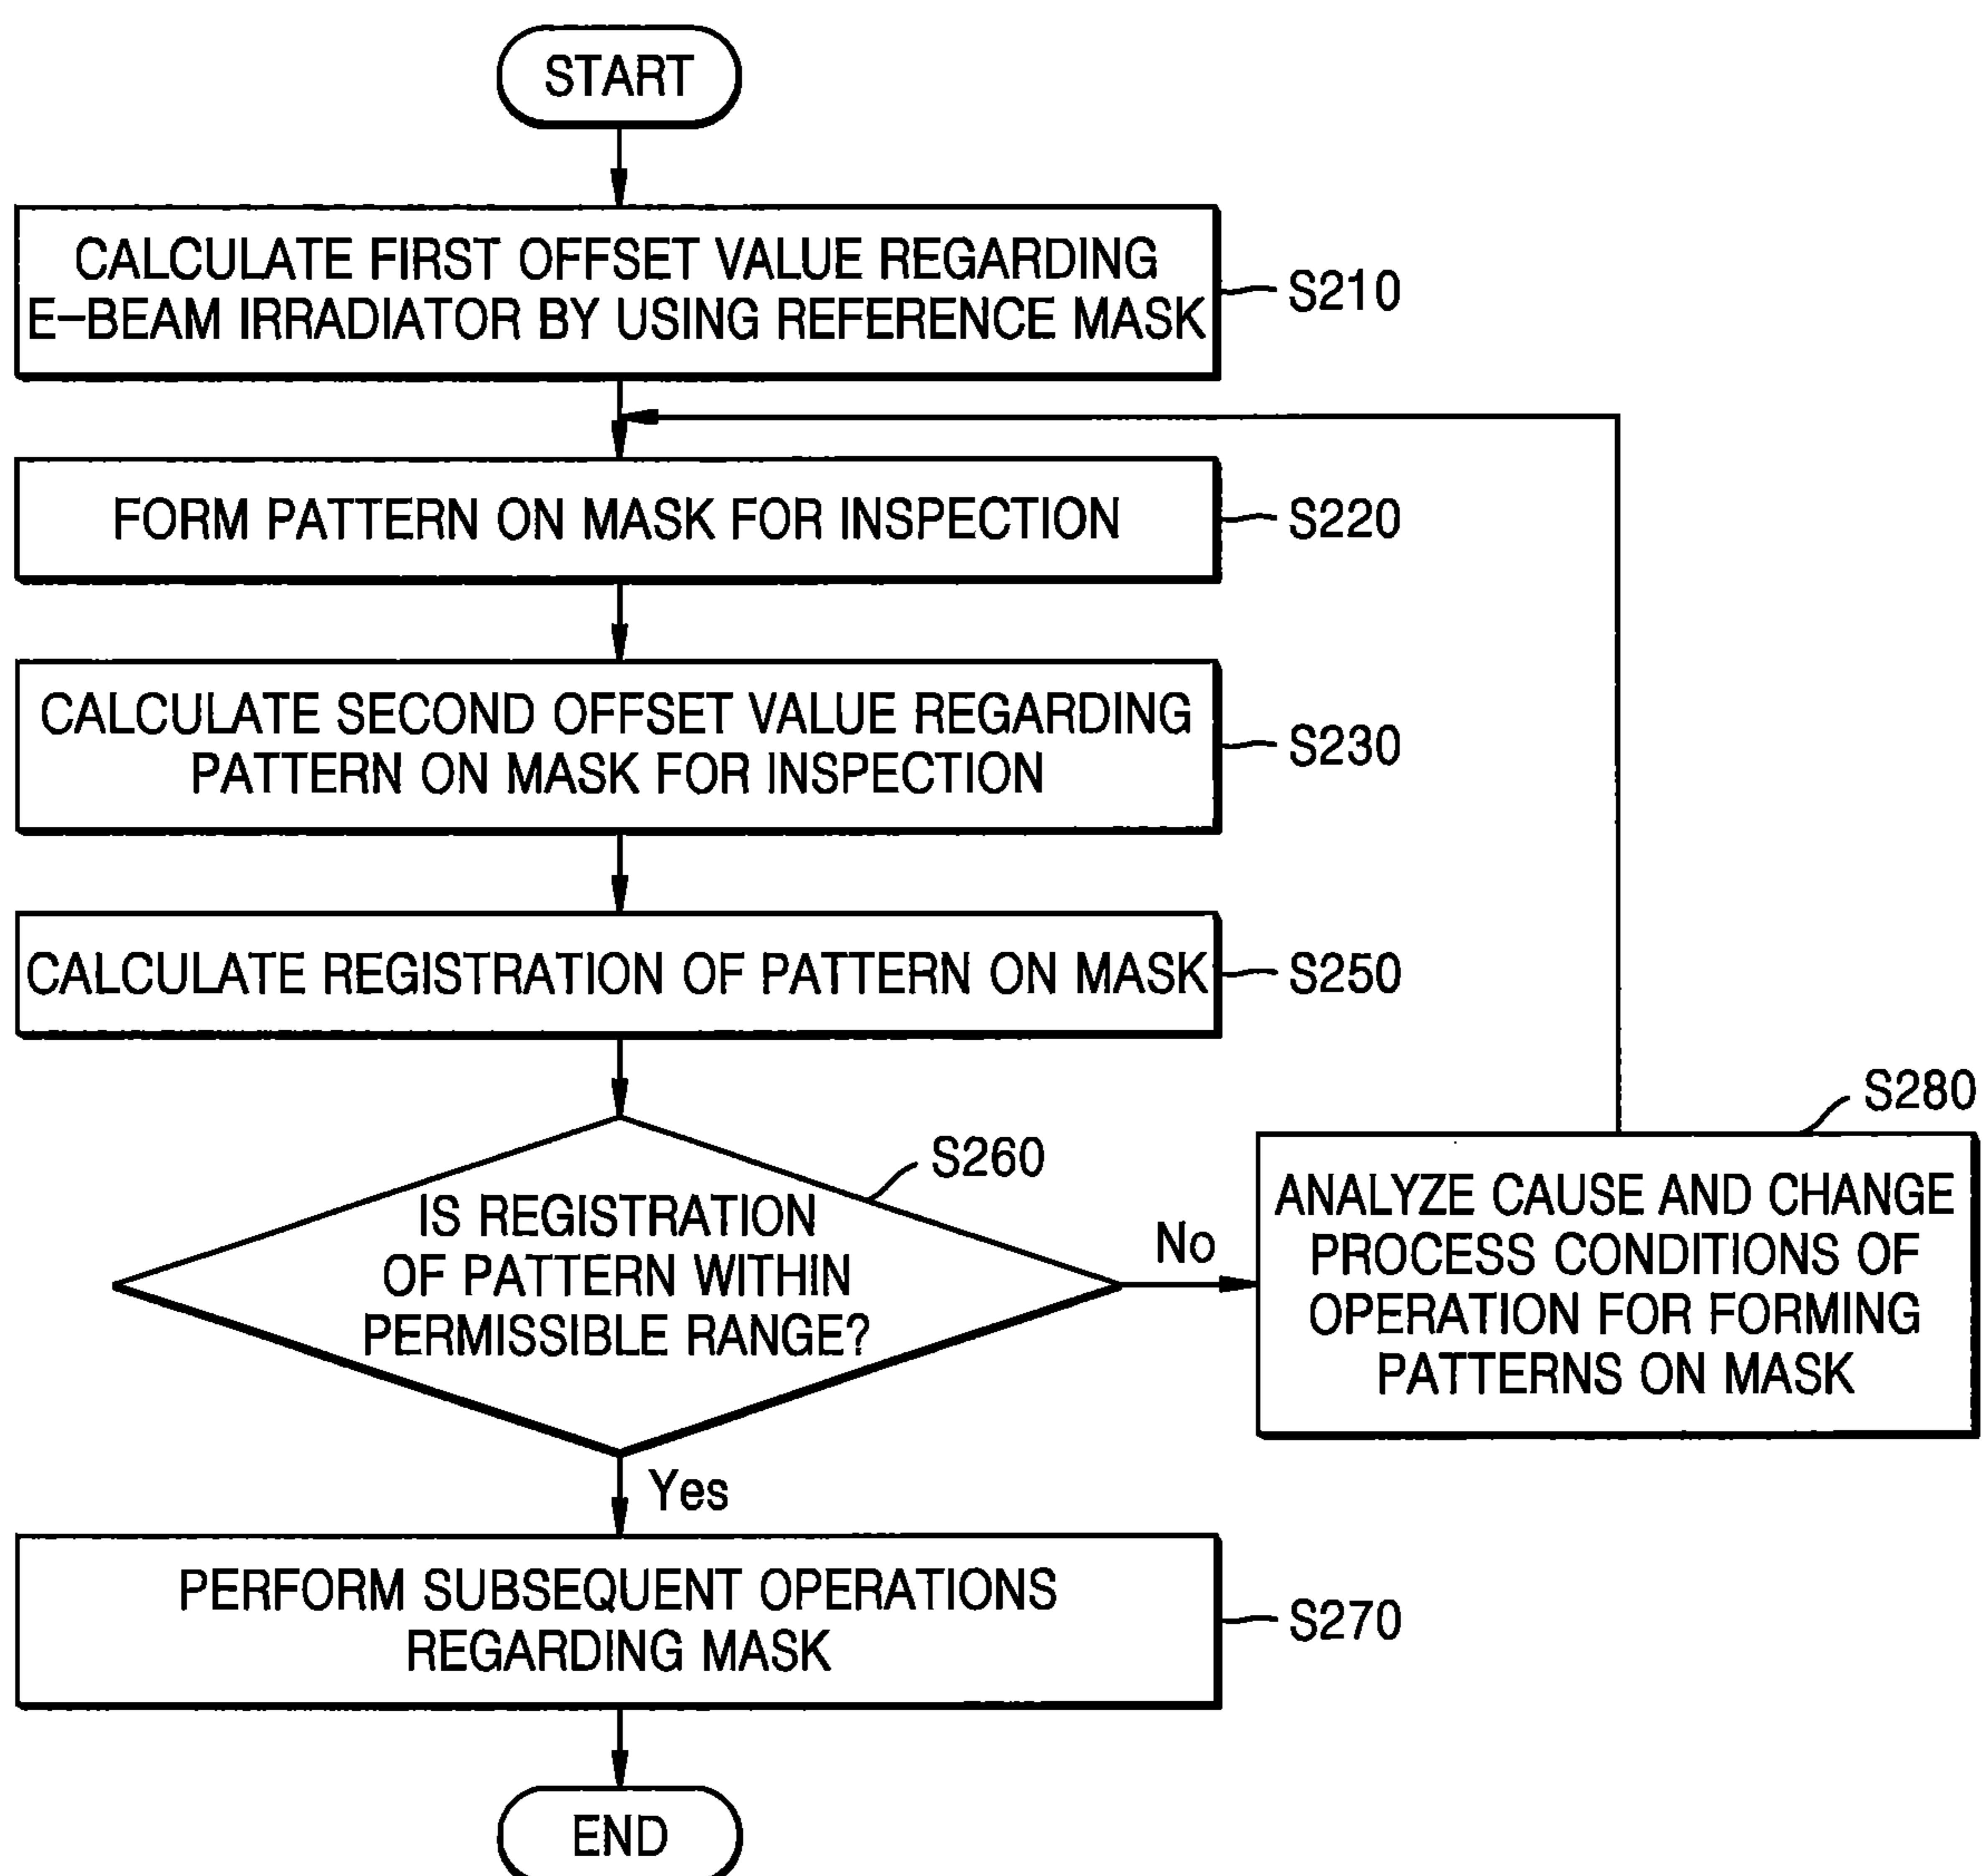 START
CALCULATE FIRST OFFSET VALUE REGARDING
E-BEAM IRRADIATOR BY USING REFERENCE MASK
S210
FORM PATTERN ON MASK FOR INSPECTION
S220
CALCULATE SECOND OFFSET VALUE REGARDING
PATTERN ON MASK FOR INSPECTION
S230
CALCULATE REGISTRATION OF PATTERN ON MASK
S250
S260
IS REGISTRATION
OF PATTERN WITHIN
PERMISSIBLE RANGE?
No
S280
ANALYZE CAUSE AND CHANGE
PROCESS CONDITIONS OF
OPERATION FOR FORMING
PATTERNS ON MASK
Yes
PERFORM SUBSEQUENT OPERATIONS
REGARDING MASK
S270
END